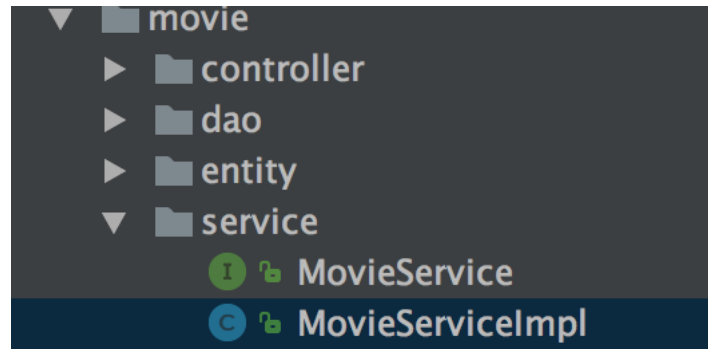 movie
controller
dao
entity
service
I MovieService
C MovieServiceImpl